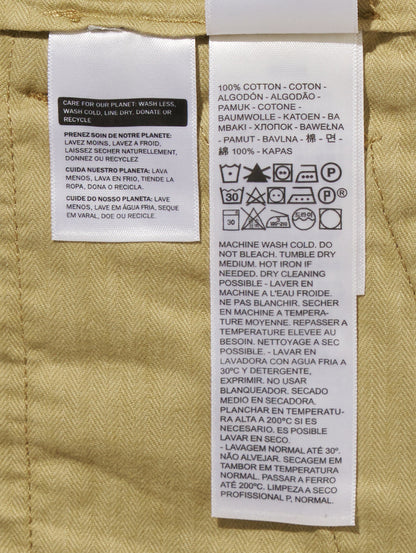 CARE FOR OUR PLANET: WASH LESS,
WASH COLD, LINE DRY, DONATE OR
RECYCLE
PRENEZ SOIN DE NOTRE PLANETE:
LAVEZ MOINS, LAVEZ A FROID,
LAISSEZ SECHER NATURELLEMENT,
DONNEZ OU RECYCLEZ
CUIDA NUESTRO PLANETA: LAVA
MENOS, LAVA EN FRIO, TIENDE LA
ROPA, DONA O RECICLA.
CUIDE DO NOSSO PLANETA: LAVE
MENOS, LAVE EM ÁGUA FRIA, SEQUE
EM VARAL, DOE OU RECICLE.
100% COTTON - COTON -
ALGODÓN - ALGODÃO -
PAMUK - COTONE -
BAUMWOLLE - KATOEN - BA
MBAKI - ХЛОПОК - BAWEŁNA
- PAMUT - BAVLNA - 棉 - 면 -
綿 100% - KAPAS
P
30 P ®
30 180-210
MACHINE WASH COLD. DO
NOT BLEACH. TUMBLE DRY
MEDIUM. HOT IRON IF
NEEDED. DRY CLEANING
POSSIBLE - LAVER EN
MACHINE A L'EAU FROIDE.
NE PAS BLANCHIR. SECHER
EN MACHINE A TEMPERA-
TURE MOYENNE. REPASSER A
TEMPERATURE ELEVEE AU
BESOIN. NETTOYAGE A SEC
POSSIBLE. - LAVAR EN
LAVADORA CON AGUA FRIA A
30ºC Y DETERGENTE,
EXPRIMIR. NO USAR
BLANQUEADOR. SECADO
MEDIO EN SECADORA.
PLANCHAR EN TEMPERATU-
RA ALTA A 200ºC SI ES
NECESARIO. ES POSIBLE
LAVAR EN SECO.
- LAVAGEM NORMAL ATÉ 30º.
NÃO ALVEJAR. SECAGEM EM
TAMBOR EM TEMPERATURA
NORMAL. PASSAR A FERRO
ATÉ 200ºC. LIMPEZA A SECO
PROFISSIONAL P, NORMAL.